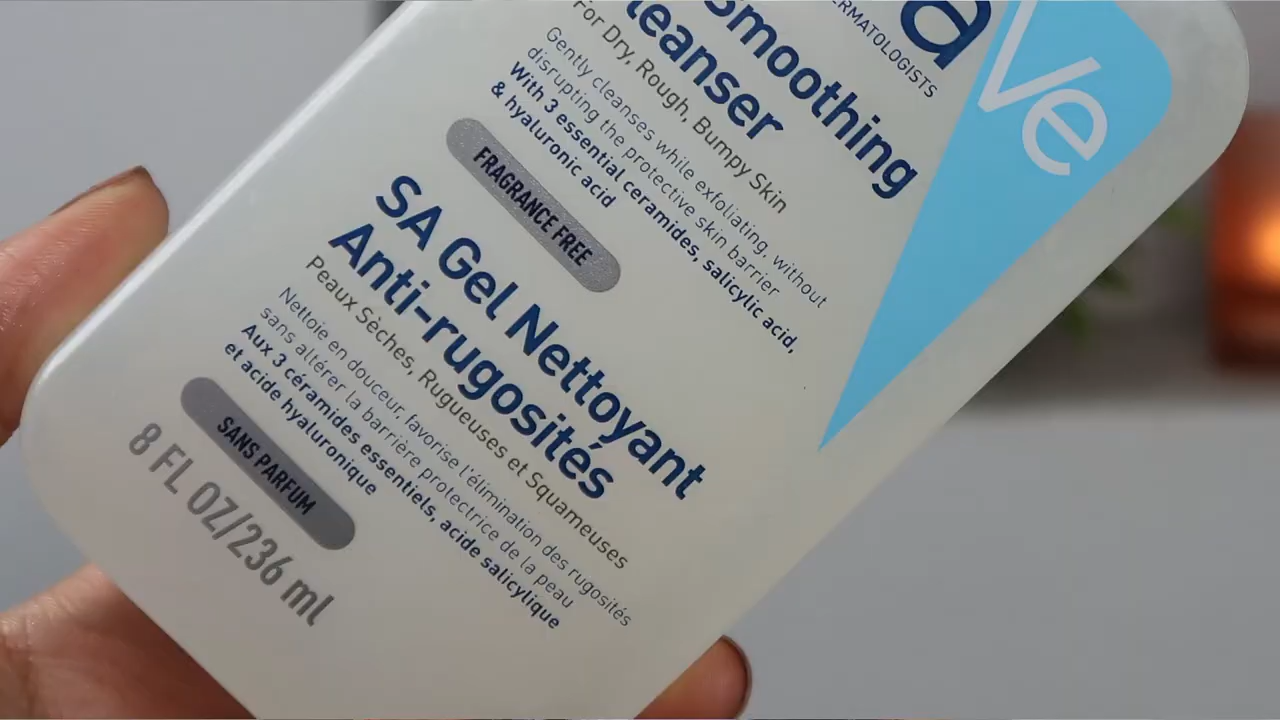 aVe
ERMATOLOGISTS
Smoothing
leanser
For Dry, Rough, Bumpy Skin
Gently cleanses while exfoliating, without
disrupting the protective skin barrier
With 3 essential ceramides, salicylic acid,
& hyaluronic acid
FRAGRANCE FREE
SA Gel Nettoyant
Anti-rugosités
Peaux Sèches, Rugueuses et Squameuses
Nettoie en douceur, favorise l'élimination des rugosités
sans altérer la barrière protectrice de la peau
Aux 3 céramides essentiels, acide salicylique
et acide hyaluronique
SANS PARFUM
8 FL OZ/236 ml